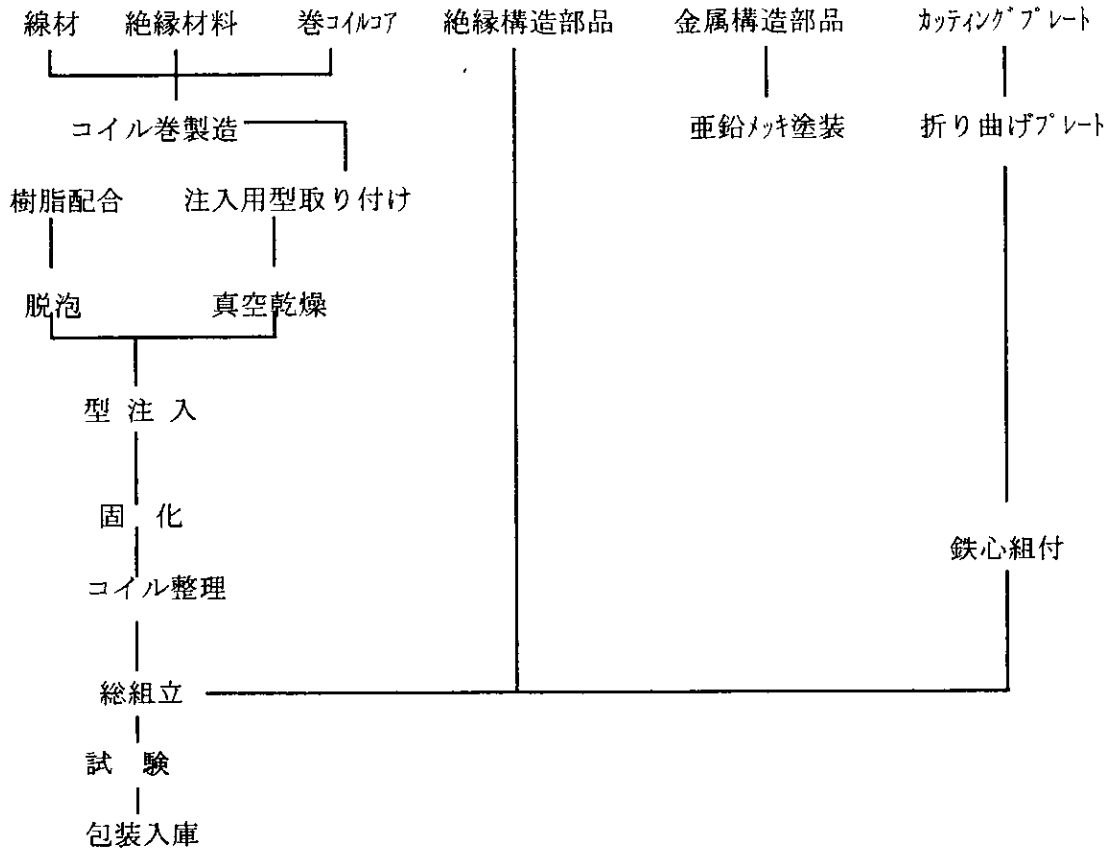 線材 絶縁材料 巻コイルコア 絶縁構造部品 金属構造部品 カッティングプレート
コイル巻製造 亜鉛メッキ塗装 折り曲げプレート
樹脂配合 注入用型取り付け
脱泡 真空乾燥
型注入
固化
鉄心組付
コイル整理
総組立
試験
包装入庫